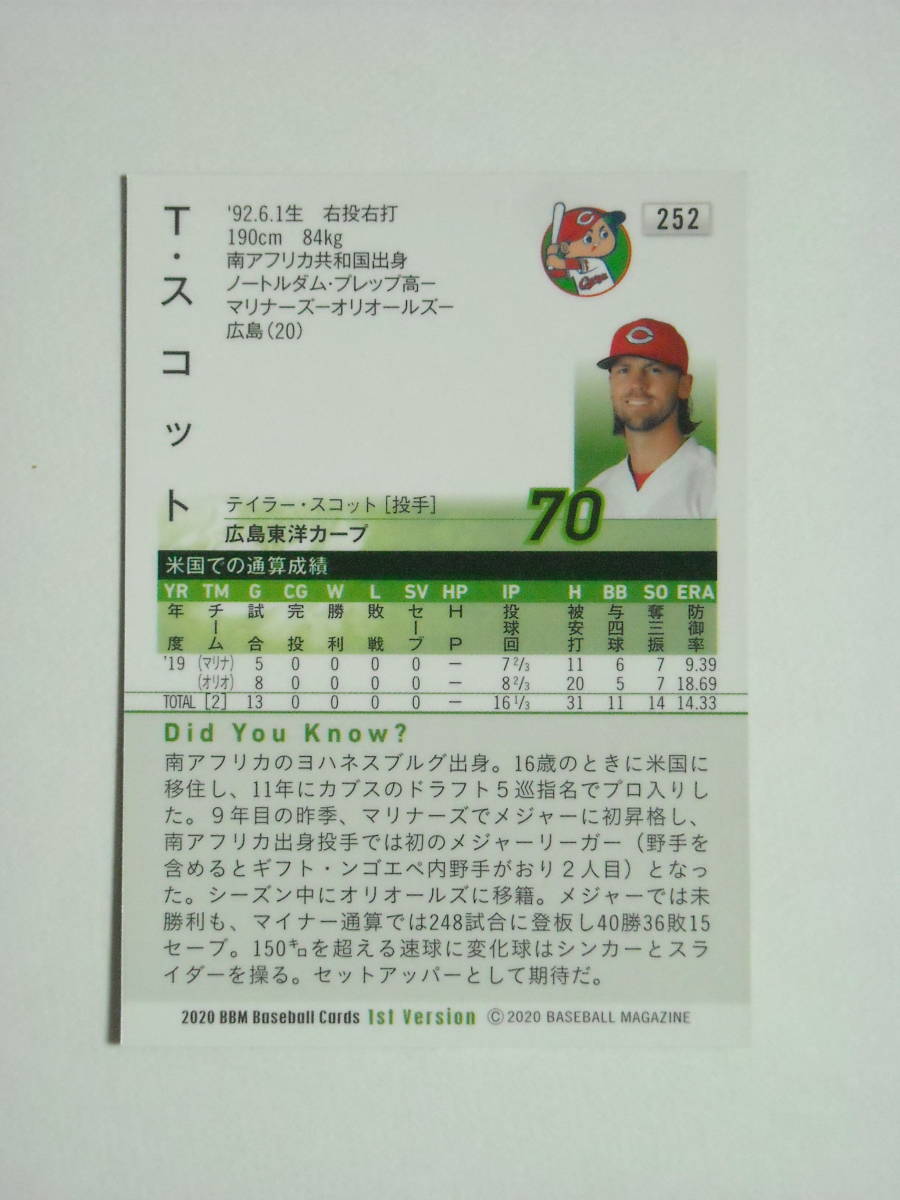 T・スコット
'92.6.1生 右投右打
190cm 84kg
南アフリカ共和国出身
ノートルダム・プレップ高ー
マリナーズーオリオールズー
広島(20)
Carp
252
C
テイラー・スコット[投手]
広島東洋カープ
70
米国での通算成績
YR TM G CG W L SV HP IP H BB SO ERA
年度 チーム 試合 完投 勝利 敗戦 セーブ HP 投球回 被安打 与四球 奪三振 防御率
'19 (マリナ) 5 0 0 0 0 − 7 2/3 11 6 7 9.39
(オリオ) 8 0 0 0 0 − 8 2/3 20 5 7 18.69
TOTAL [2] 13 0 0 0 0 − 16 1/3 31 11 14 14.33
Did You Know?
南アフリカのヨハネスブルグ出身。16歳のときに米国に
移住し、11年にカブスのドラフト5巡指名でプロ入りし
た。9年目の昨季、マリナーズでメジャーに初昇格し、
南アフリカ出身投手では初のメジャーリーガー（野手を
含めるとギフト・ンゴエペ内野手がおり2人目）となっ
た。シーズン中にオリオールズに移籍。メジャーでは未
勝利も、マイナー通算では248試合に登板し40勝36敗15
セーブ。150㌔を超える速球に変化球はシンカーとスラ
イダーを操る。セットアッパーとして期待だ。
2020 BBM Baseball Cards 1st Version ©2020 BASEBALL MAGAZINE